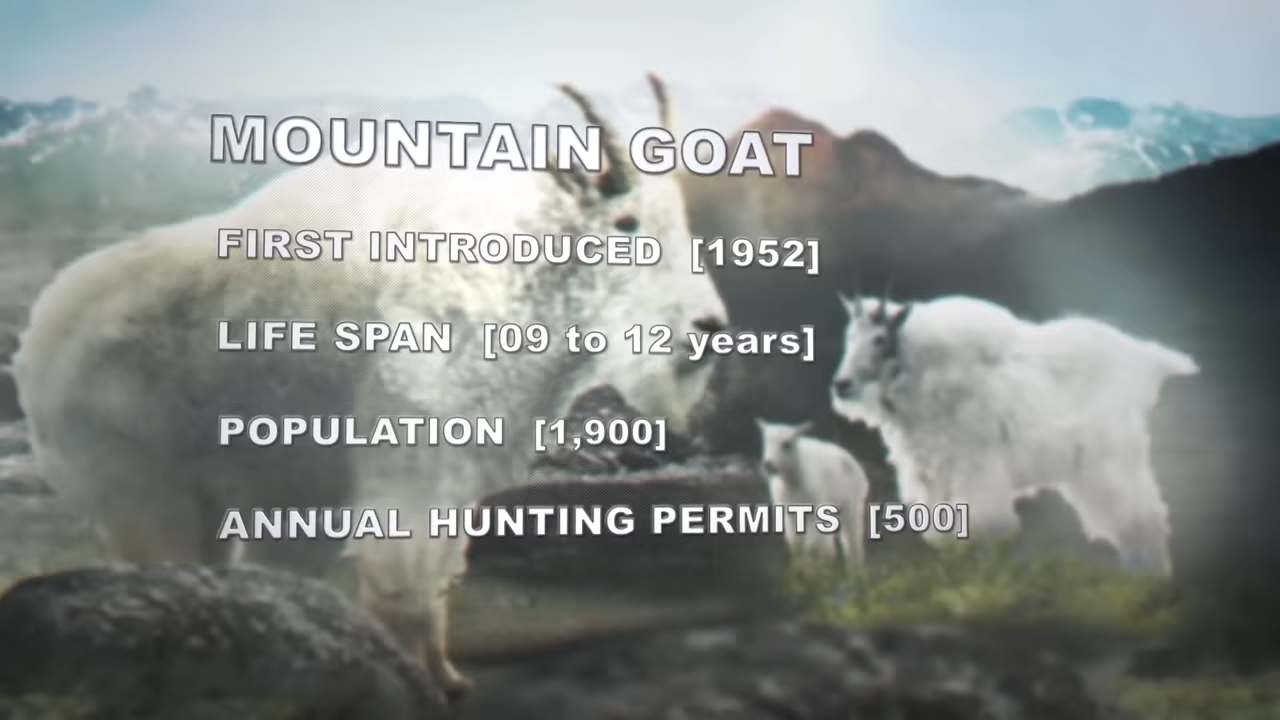 MOUNTAIN GOAT
FIRST INTRODUCED [1952]
LIFE SPAN [09 to 12 years]
POPULATION [1,900]
ANNUAL HUNTING PERMITS [500]